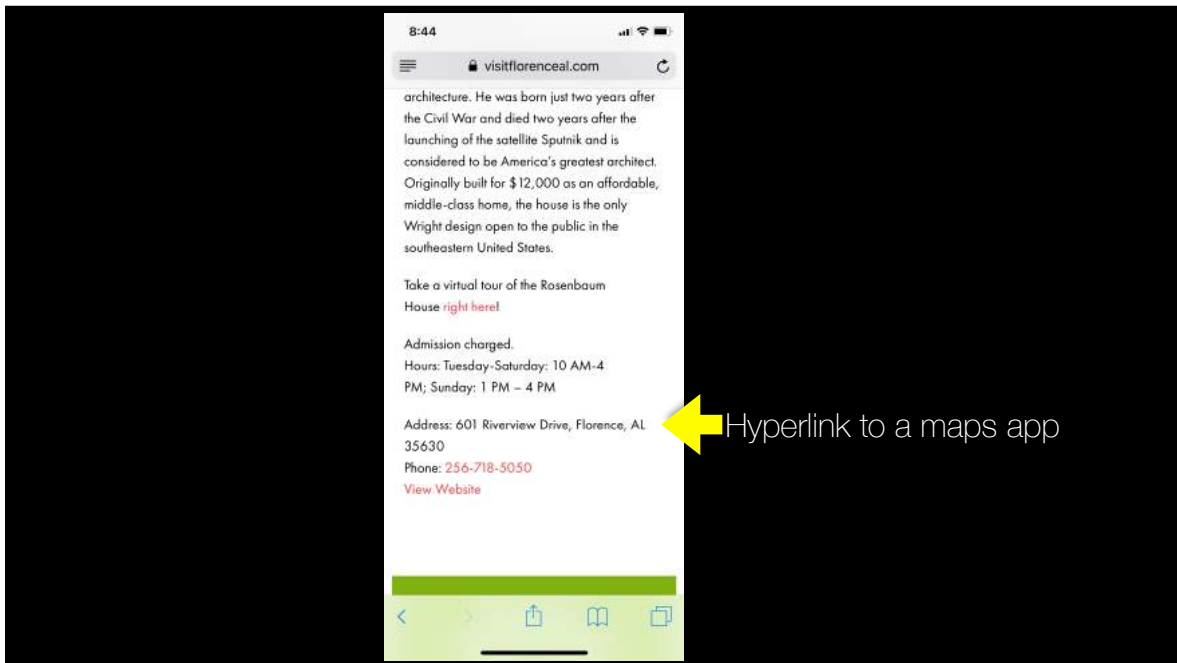 8:44
visitflorenceal.com
architecture. He was born just two years after
the Civil War and died two years after the
launching of the satellite Sputnik and is
considered to be America's greatest architect.
Originally built for $12,000 as an affordable,
middle-class home, the house is the only
Wright design open to the public in the
southeastern United States.
Take a virtual tour of the Rosenbaum
House right here!
Admission charged.
Hours: Tuesday-Saturday: 10 AM-4
PM; Sunday: 1 PM – 4 PM
Address: 601 Riverview Drive, Florence, AL
35630
Phone: 256-718-5050
View Website
Hyperlink to a maps app